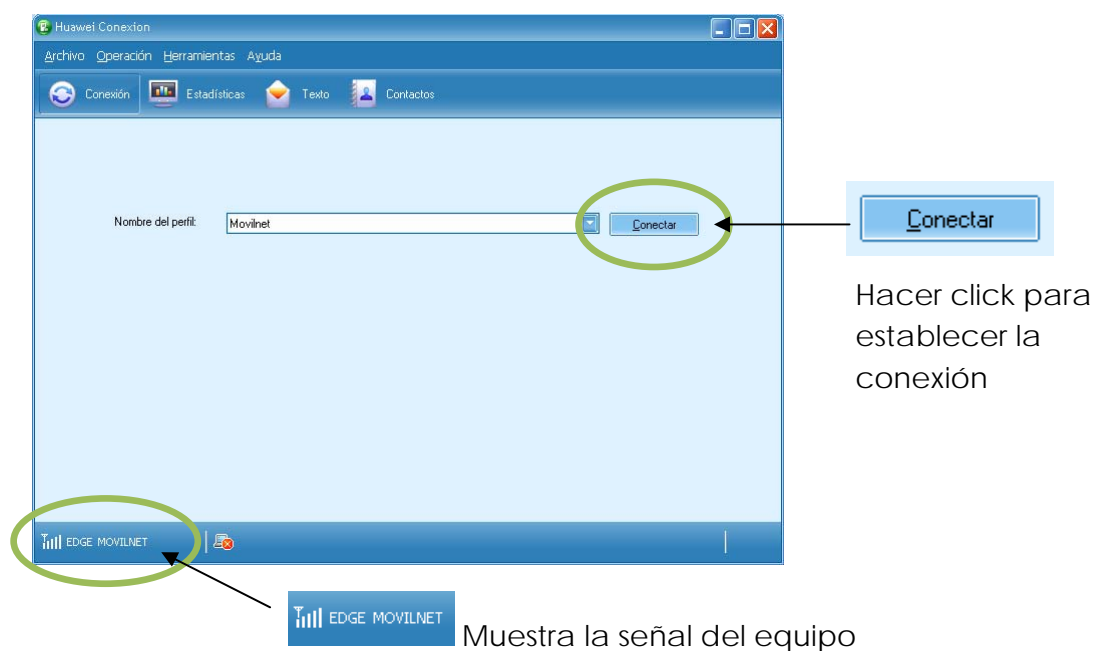 Huawei Conexion
Archivo Operación Herramientas Ayuda
Conexión Estadísticas Texto Contactos
Nombre del perfil: Movilnet Conectar
Conectar
Hacer click para
establecer la
conexión
EDGE MOVILNET
EDGE MOVILNET
Muestra la señal del equipo